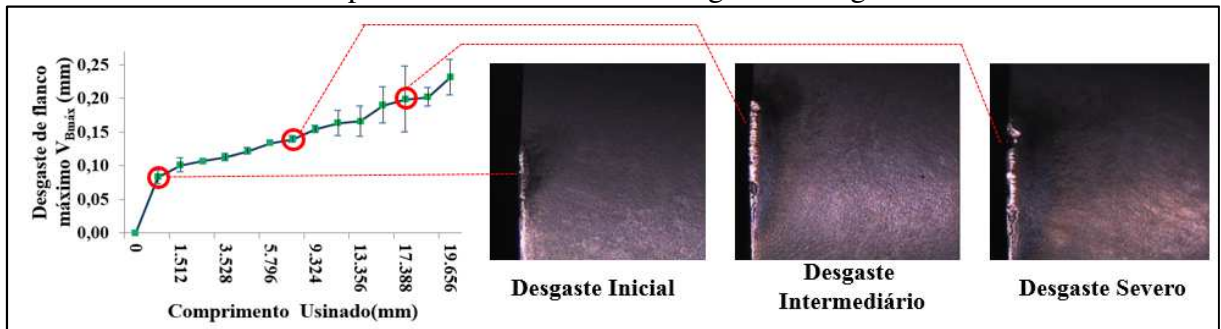 Desgaste de flanco
máximo V_Bmáx (mm)
0,25
0,20
0,15
0,10
0,05
0,00
0
1.512
3.528
5.796
9.324
13.356
17.388
19.656
Comprimento Usinado(mm)
Desgaste Inicial
Desgaste
Intermediário
Desgaste Severo